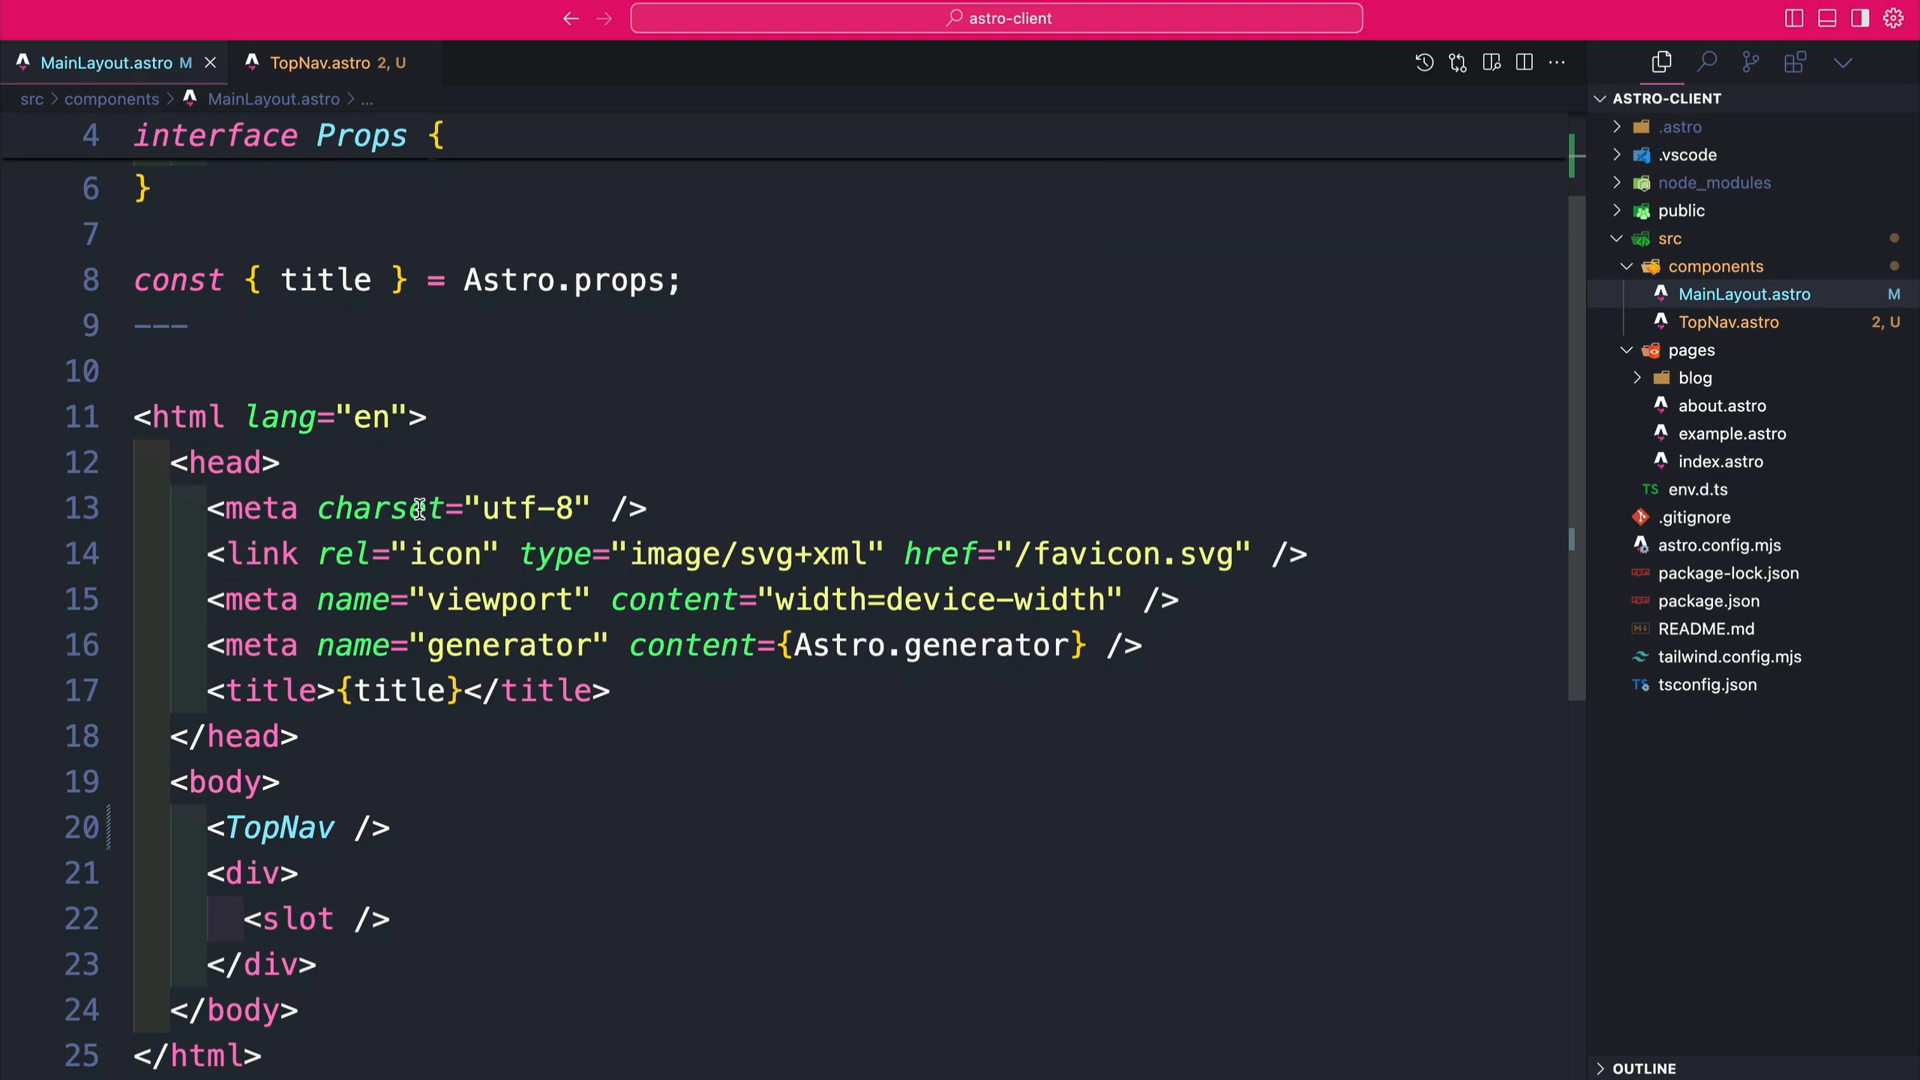 astro-client
MainLayout.astro M
TopNav.astro 2, U
src > components > MainLayout.astro > ...
4 interface Props {
6 }
7
8 const { title } = Astro.props;
9 ---
10
11 <html lang="en">
12 <head>
13 <meta charset="utf-8" />
14 <link rel="icon" type="image/svg+xml" href="/favicon.svg" />
15 <meta name="viewport" content="width=device-width" />
16 <meta name="generator" content={Astro.generator} />
17 <title>{title}</title>
18 </head>
19 <body>
20 <TopNav />
21 <div>
22 <slot />
23 </div>
24 </body>
25 </html>
ASTRO-CLIENT
.astro
.vscode
node_modules
public
src
components
MainLayout.astro M
TopNav.astro 2, U
pages
blog
about.astro
example.astro
index.astro
TS env.d.ts
.gitignore
astro.config.mjs
package-lock.json
package.json
README.md
tailwind.config.mjs
TS tsconfig.json
OUTLINE